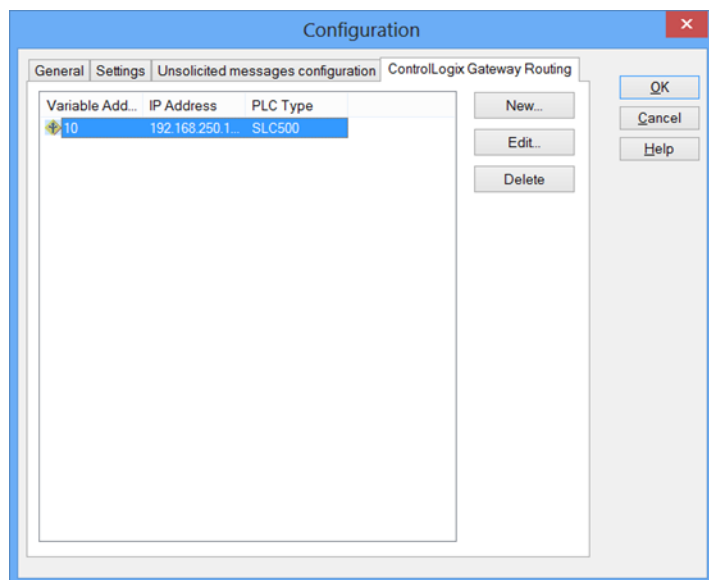 Configuration
General Settings Unsolicited messages configuration ControlLogix Gateway Routing
Variable Add... IP Address PLC Type
10 192.168.250.1... SLC500
New...
Edit...
Delete
OK
Cancel
Help